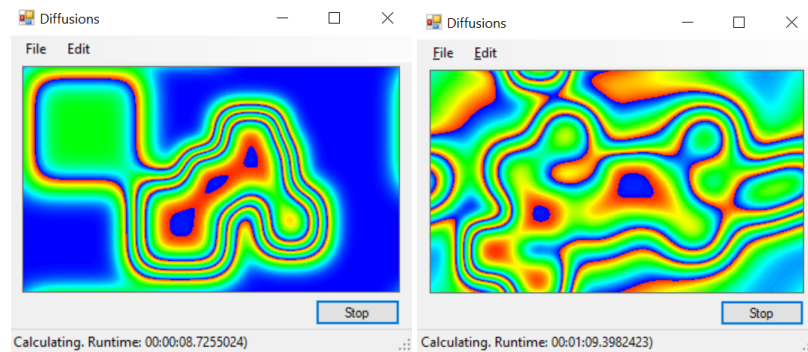 Diffusions
File Edit
Stop
Calculating. Runtime: 00:00:08.7255024)
Diffusions
File Edit
Stop
Calculating. Runtime: 00:01:09.3982423)